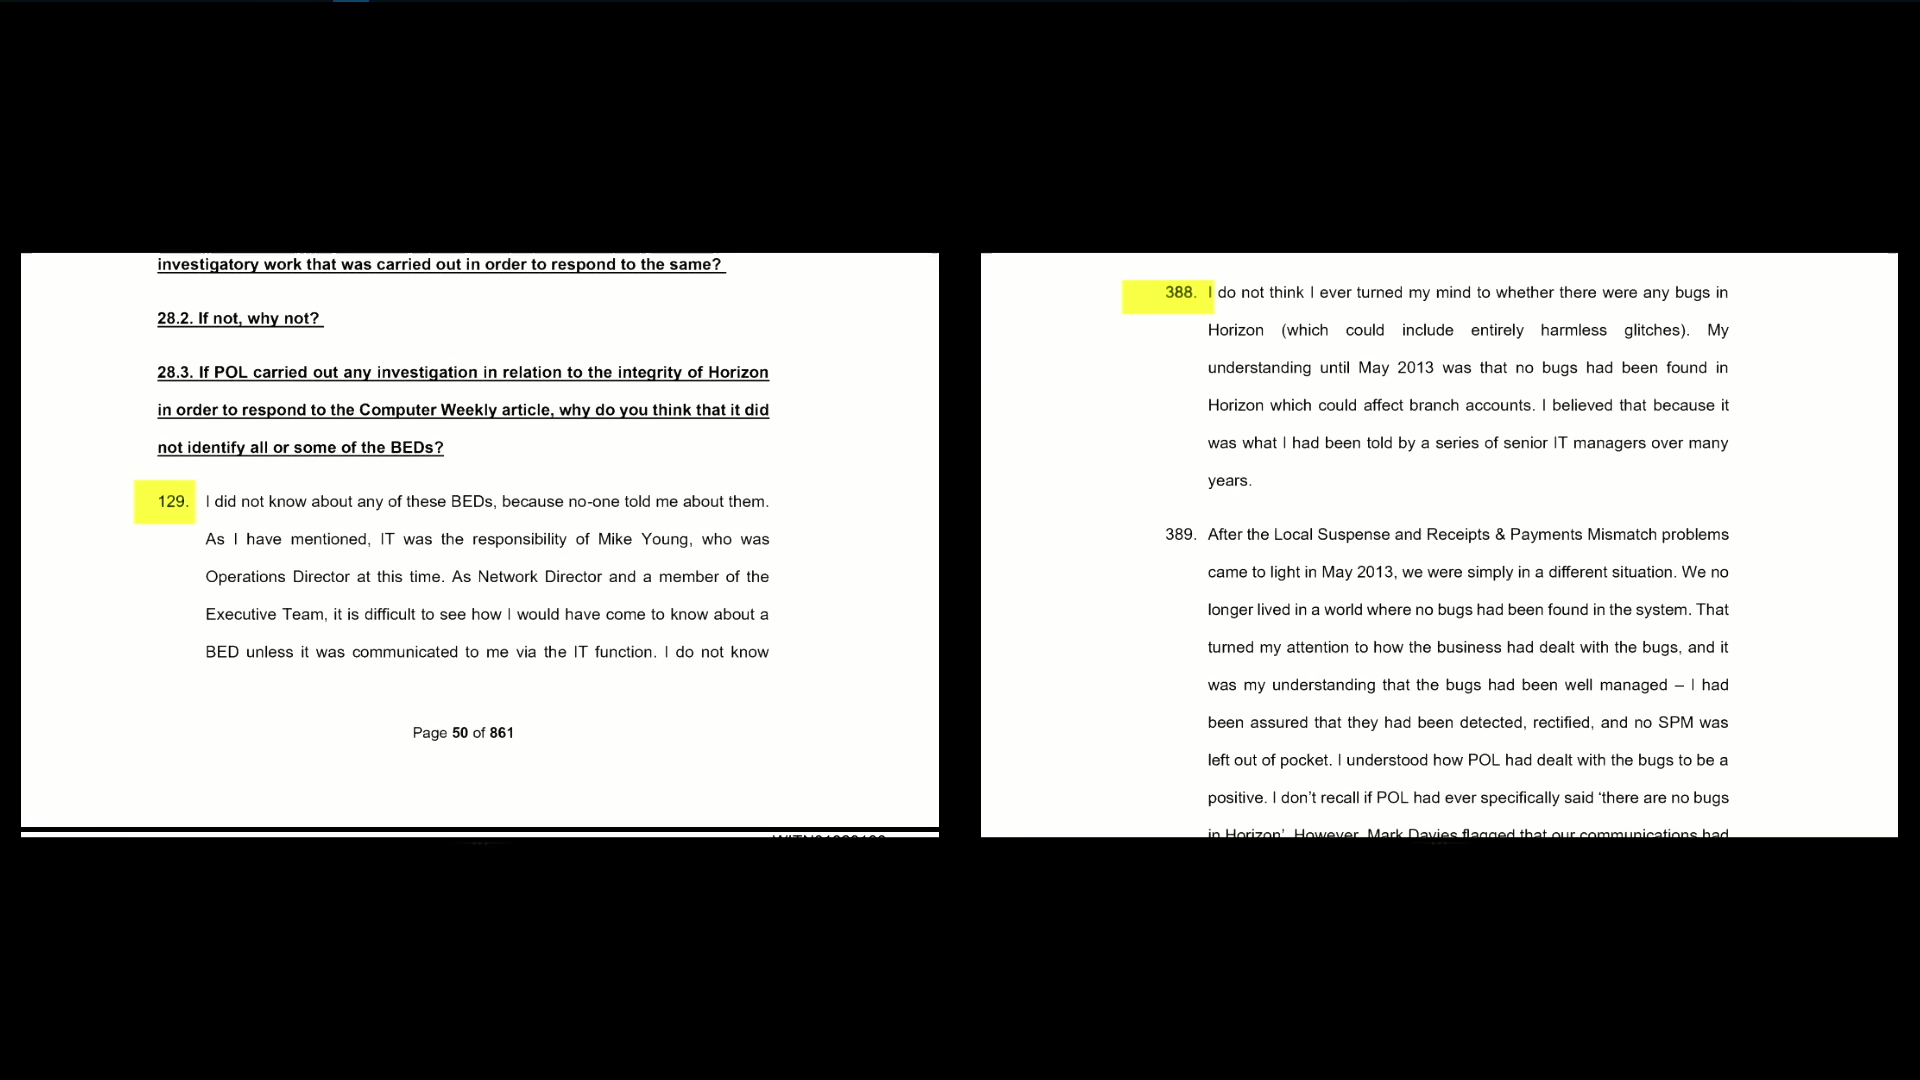 investigatory work that was carried out in order to respond to the same?
28.2. If not, why not?
28.3. If POL carried out any investigation in relation to the integrity of Horizon
in order to respond to the Computer Weekly article, why do you think that it did
not identify all or some of the BEDs?
129. I did not know about any of these BEDs, because no-one told me about them.
As I have mentioned, IT was the responsibility of Mike Young, who was
Operations Director at this time. As Network Director and a member of the
Executive Team, it is difficult to see how I would have come to know about a
BED unless it was communicated to me via the IT function. I do not know
Page 50 of 861
388. I do not think I ever turned my mind to whether there were any bugs in
Horizon (which could include entirely harmless glitches). My
understanding until May 2013 was that no bugs had been found in
Horizon which could affect branch accounts. I believed that because it
was what I had been told by a series of senior IT managers over many
years.
389. After the Local Suspense and Receipts & Payments Mismatch problems
came to light in May 2013, we were simply in a different situation. We no
longer lived in a world where no bugs had been found in the system. That
turned my attention to how the business had dealt with the bugs, and it
was my understanding that the bugs had been well managed – I had
been assured that they had been detected, rectified, and no SPM was
left out of pocket. I understood how POL had dealt with the bugs to be a
positive. I don't recall if POL had ever specifically said ‘there are no bugs
in Horizon’. However, Mark Davies flagged that our communications had